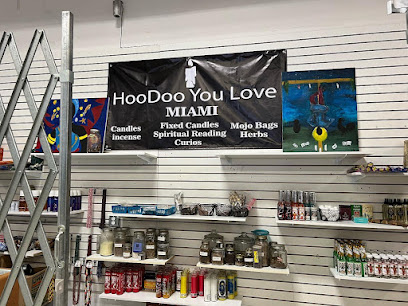 HooDoo You Love
MIAMI
Candles Fixed Candles Mojo Bags
incense Spiritual Reading Herbs
Curios